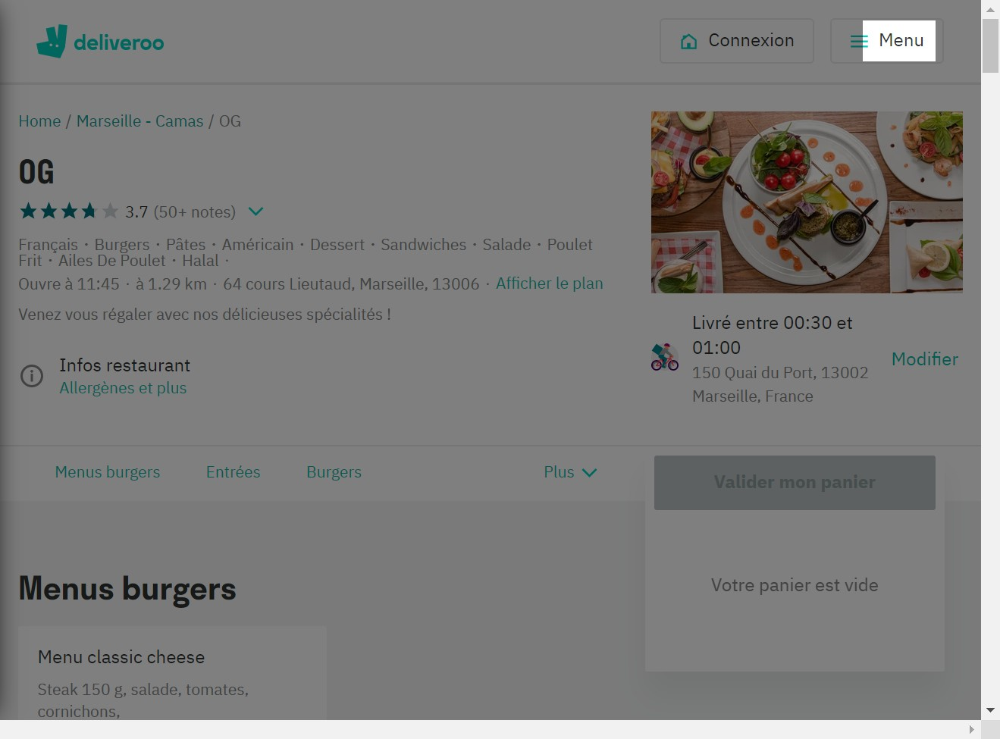 deliveroo
Connexion
Menu
Home / Marseille - Camas / OG
OG
3.7 (50+ notes)
Français · Burgers · Pâtes · Américain · Dessert · Sandwiches · Salade · Poulet
Frit · Ailes De Poulet · Halal ·
Ouvre à 11:45 · à 1.29 km · 64 cours Lieutaud, Marseille, 13006 · Afficher le plan
Venez vous régaler avec nos délicieuses spécialités !
Infos restaurant
Allergènes et plus
Livré entre 00:30 et
01:00
150 Quai du Port, 13002
Marseille, France
Modifier
Menus burgers
Entrées
Burgers
Plus
Valider mon panier
Votre panier est vide
Menus burgers
Menu classic cheese
Steak 150 g, salade, tomates,
cornichons,